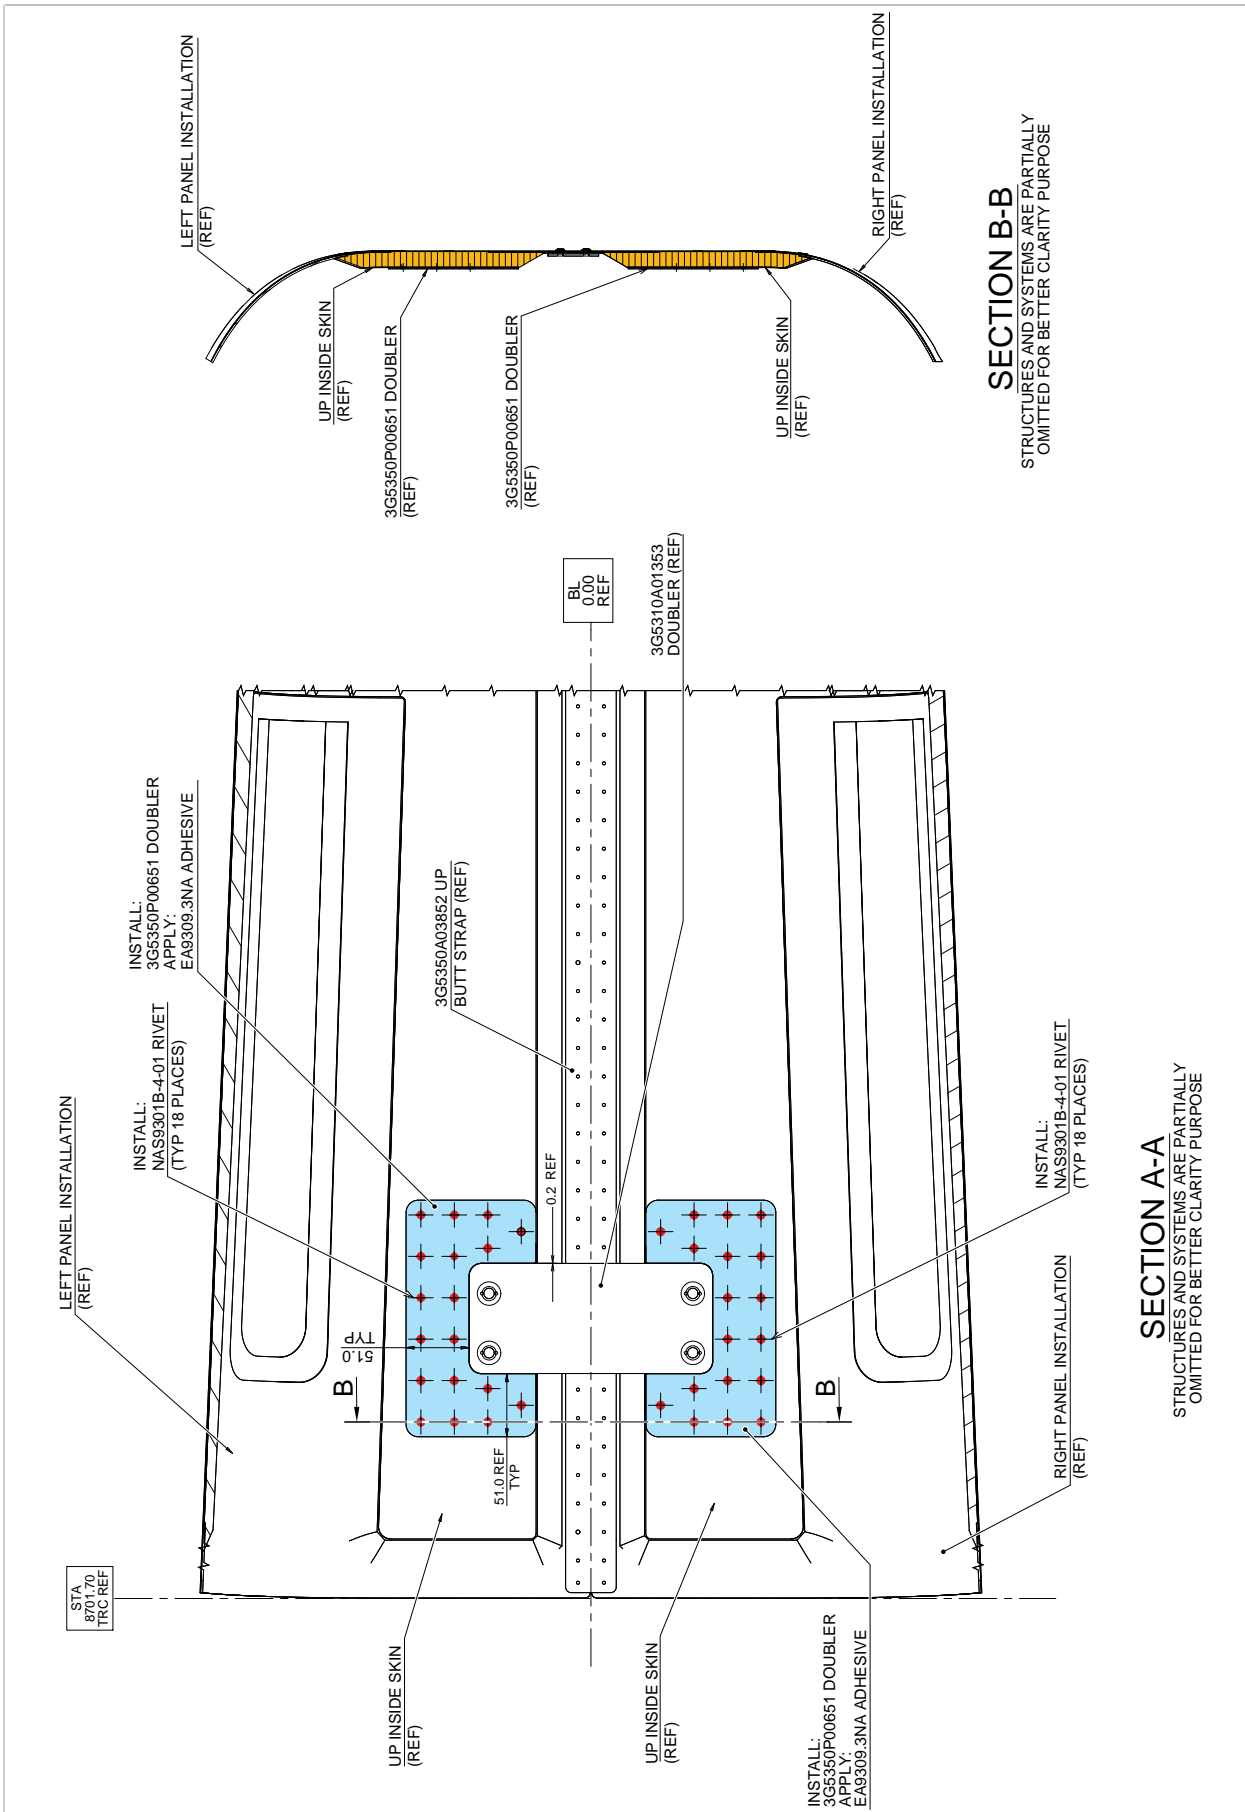 LEFT PANEL INSTALLATION
(REF)
UP INSIDE SKIN
(REF)
3G5350P00651 DOUBLER
(REF)
3G5350P00651 DOUBLER
(REF)
UP INSIDE SKIN
(REF)
RIGHT PANEL INSTALLATION
(REF)
SECTION B-B
STRUCTURES AND SYSTEMS ARE PARTIALLY
OMITTED FOR BETTER CLARITY PURPOSE
STA
8701.70
TRC REF
LEFT PANEL INSTALLATION
(REF)
INSTALL:
NAS9301B-4-01 RIVET
(TYP 18 PLACES)
INSTALL:
3G5350P00651 DOUBLER
APPLY:
EA9309.3NA ADHESIVE
3G5350A03852 UP
BUTT STRAP (REF)
BL
0.00
REF
3G5310A01353
DOUBLER (REF)
0.2 REF
51.0
TYP
51.0 REF
TYP
B
B
UP INSIDE SKIN
(REF)
UP INSIDE SKIN
(REF)
INSTALL:
3G5350P00651 DOUBLER
APPLY:
EA9309.3NA ADHESIVE
RIGHT PANEL INSTALLATION
(REF)
INSTALL:
NAS9301B-4-01 RIVET
(TYP 18 PLACES)
SECTION A-A
STRUCTURES AND SYSTEMS ARE PARTIALLY
OMITTED FOR BETTER CLARITY PURPOSE